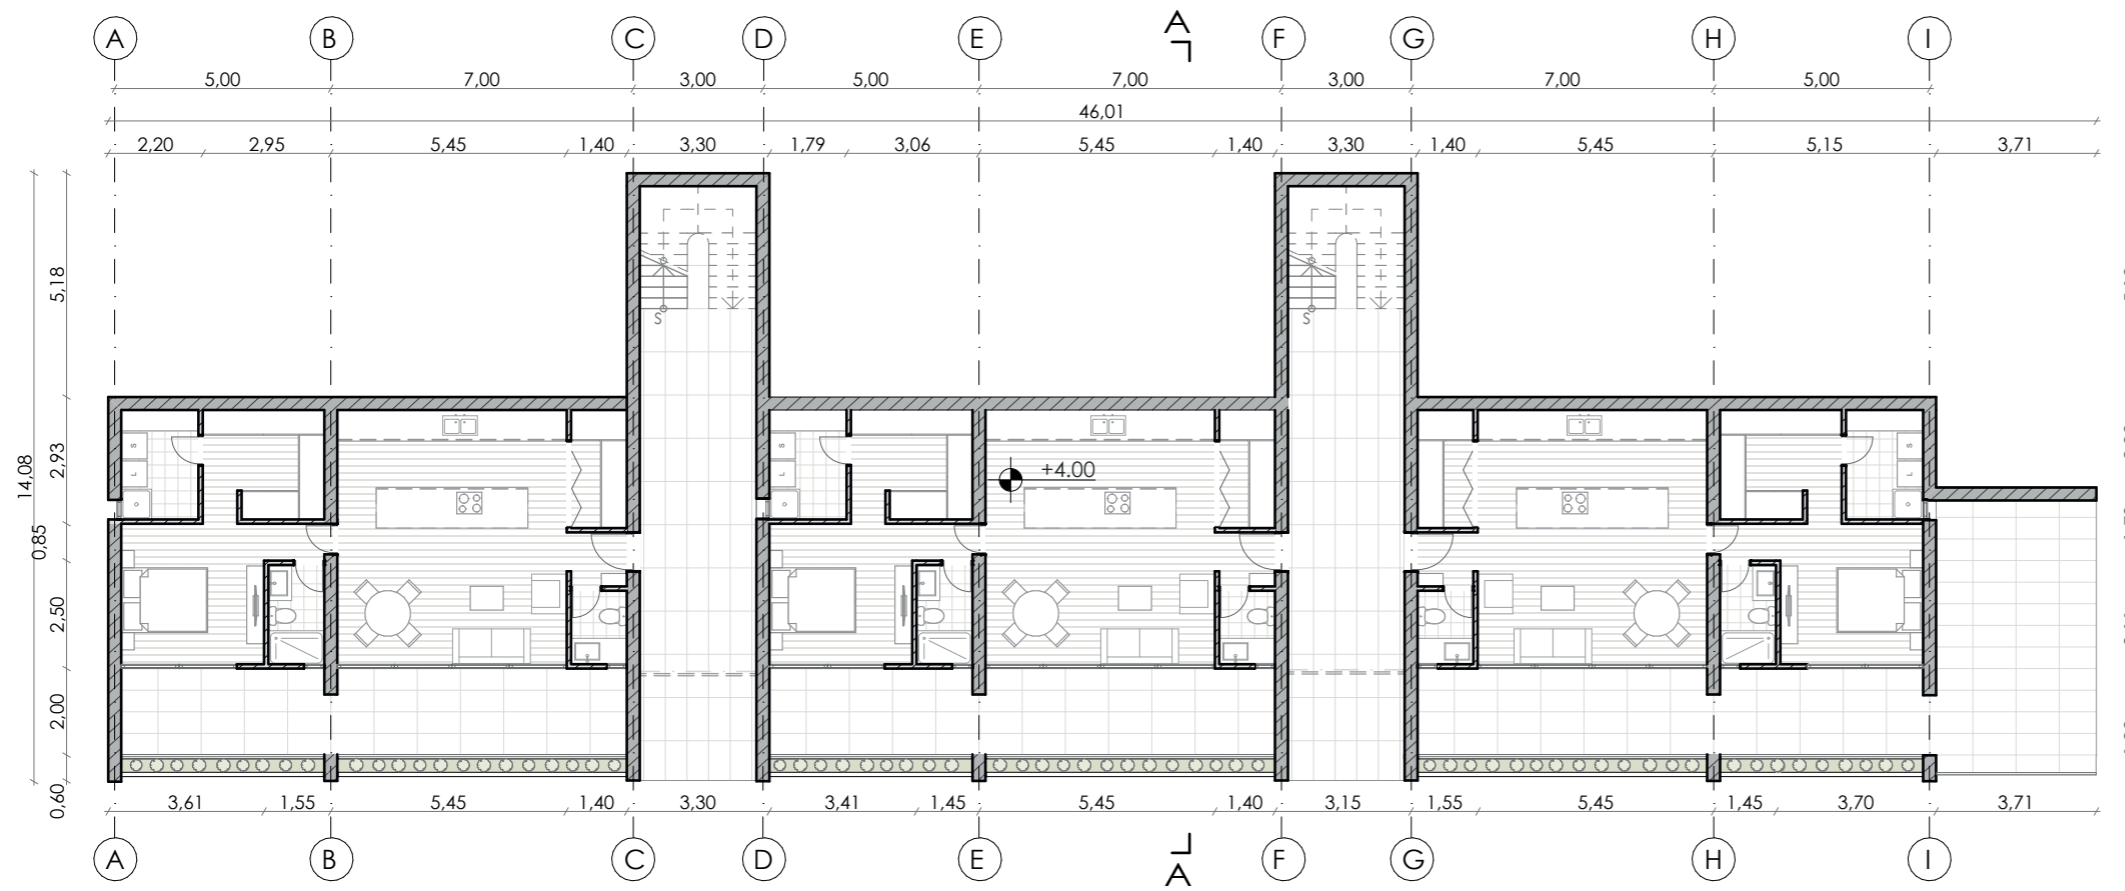 A B C D E A F G H I
5,00 7,00 3,00 5,00 7,00 3,00 7,00 5,00
46,01
2,20 2,95 5,45 1,40 3,30 1,79 3,06 5,45 1,40 3,30 1,40 5,45 5,15 3,71
14,08
5,18
2,93
0,85
2,50
2,00
0,60
S S
S S S
L L L
+4.00
3,61 1,55 5,45 1,40 3,30 3,41 1,45 5,45 1,40 3,15 1,55 5,45 1,45 3,70 3,71
A B C D E A F G H I